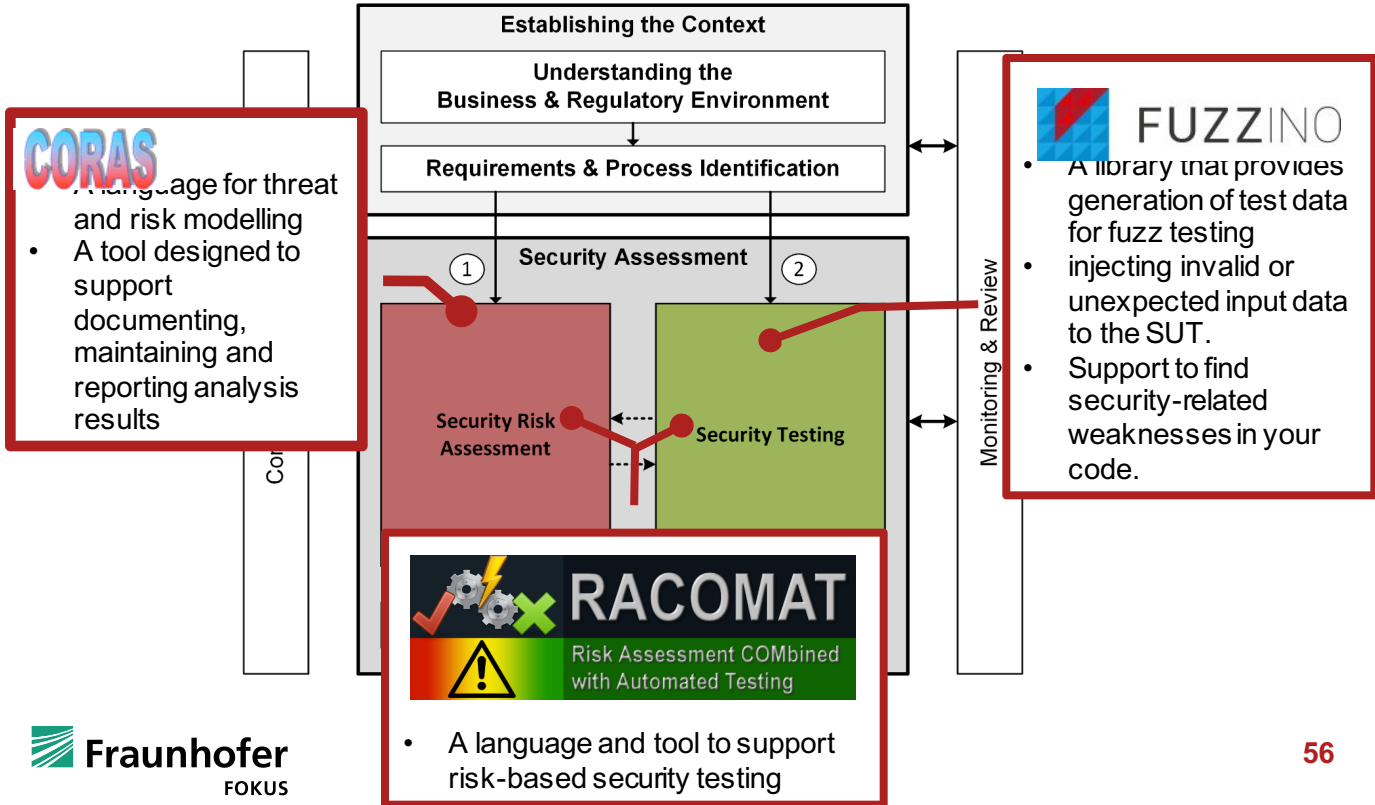 Establishing the Context
Understanding the
Business & Regulatory Environment
Requirements & Process Identification
CORAS
A language for threat
and risk modelling
• A tool designed to
support
documenting,
maintaining and
reporting analysis
results
Security Assessment
1
2
Security Risk
Assessment
Security Testing
Monitoring & Review
FUZZINO
• A library that provides
generation of test data
for fuzz testing
• injecting invalid or
unexpected input data
to the SUT.
• Support to find
security-related
weaknesses in your
code.
RACOMAT
Risk Assessment COMbined
with Automated Testing
• A language and tool to support
risk-based security testing
Fraunhofer
FOKUS
56